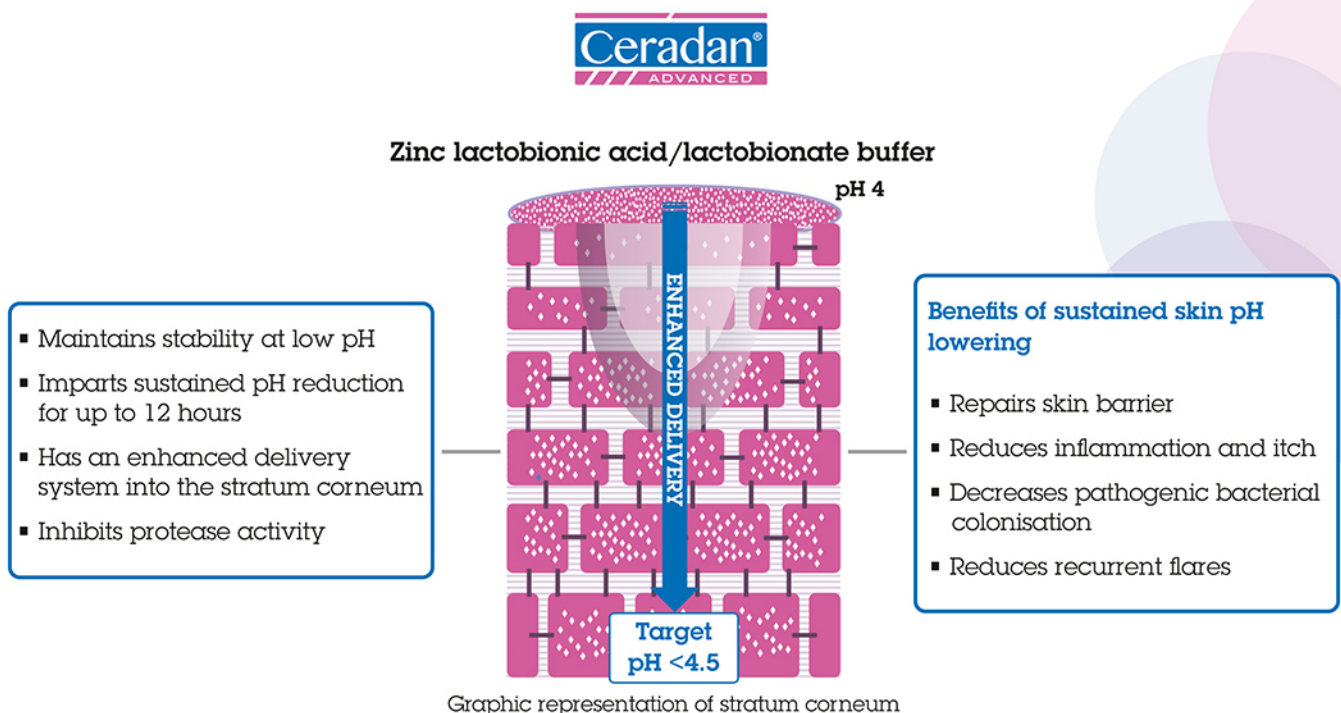 Ceradan®
ADVANCED
Zinc lactobionic acid/lactobionate buffer
pH 4
▪ Maintains stability at low pH
▪ Imparts sustained pH reduction
for up to 12 hours
▪ Has an enhanced delivery
system into the stratum corneum
▪ Inhibits protease activity
ENHANCED DELIVERY
Benefits of sustained skin pH
lowering
▪ Repairs skin barrier
▪ Reduces inflammation and itch
▪ Decreases pathogenic bacterial
colonisation
▪ Reduces recurrent flares
Target
pH <4.5
Graphic representation of stratum corneum